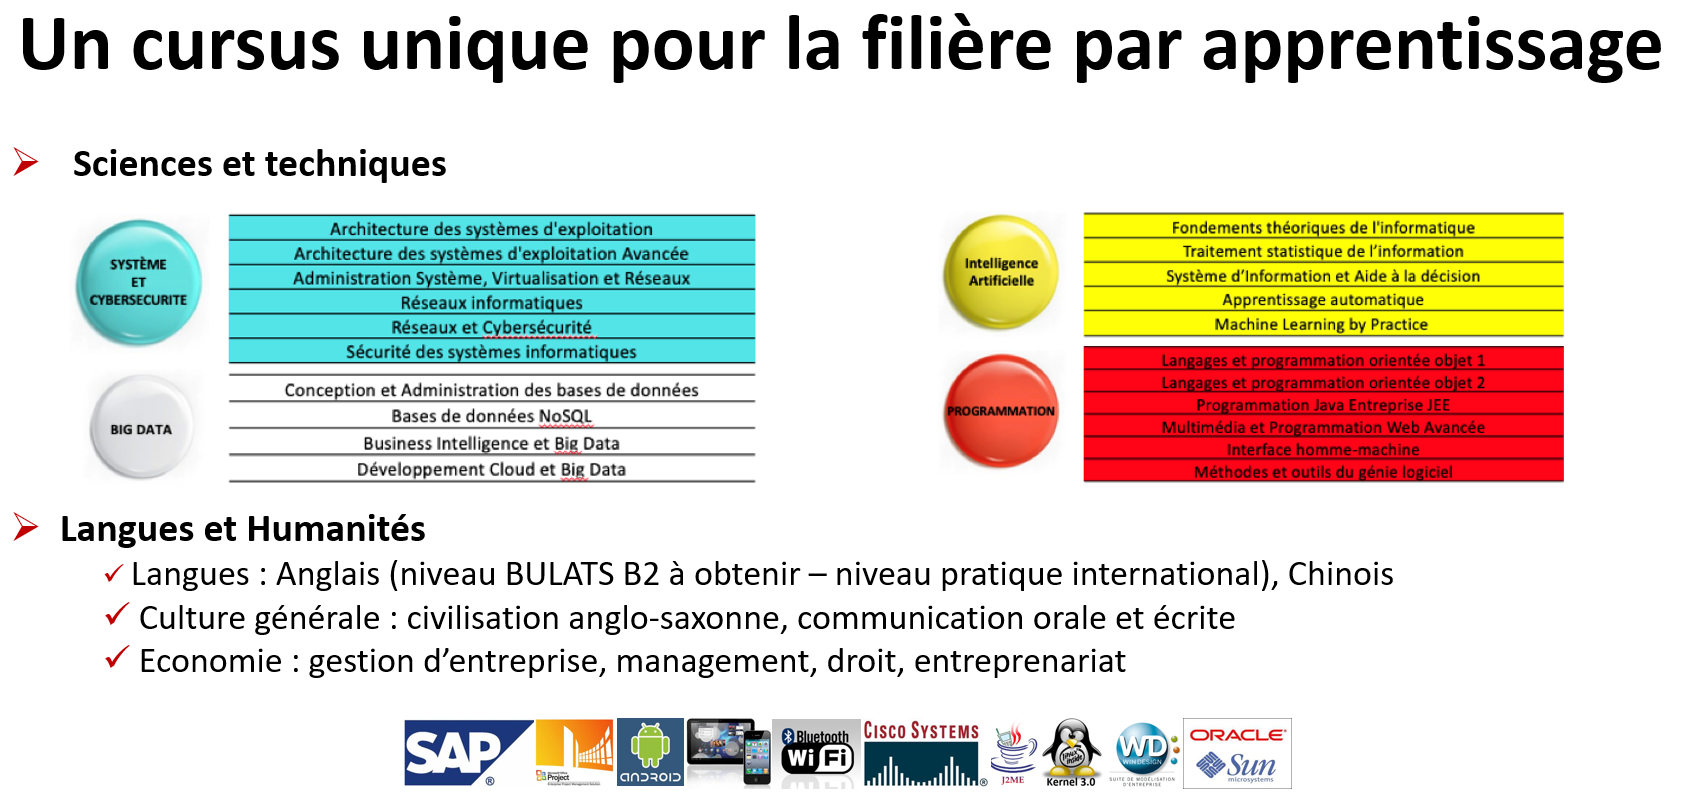 Un cursus unique pour la filière par apprentissage
Sciences et techniques
SYSTÈME
ET
CYBERSECURITE
Architecture des systèmes d'exploitation
Architecture des systèmes d'exploitation Avancée
Administration Système, Virtualisation et Réseaux
Réseaux informatiques
Réseaux et Cybersécurité
Sécurité des systèmes informatiques
BIG DATA
Conception et Administration des bases de données
Bases de données NoSQL
Business Intelligence et Big Data
Développement Cloud et Big Data
Intelligence
Artificielle
Fondements théoriques de l'informatique
Traitement statistique de l’information
Système d’Information et Aide à la décision
Apprentissage automatique
Machine Learning by Practice
PROGRAMMATION
Langages et programmation orientée objet 1
Langages et programmation orientée objet 2
Programmation Java Entreprise JEE
Multimédia et Programmation Web Avancée
Interface homme-machine
Méthodes et outils du génie logiciel
Langues et Humanités
Langues : Anglais (niveau BULATS B2 à obtenir – niveau pratique international), Chinois
Culture générale : civilisation anglo-saxonne, communication orale et écrite
Economie : gestion d’entreprise, management, droit, entreprenariat
SAP
Project
ANDROID
Bluetooth
WiFi
CISCO SYSTEMS
J2ME
Kernel 3.0
WD
WINDESIGN
SUITE DE MODÉLISATION
D'ENTREPRISE
ORACLE
Sun
microsystems